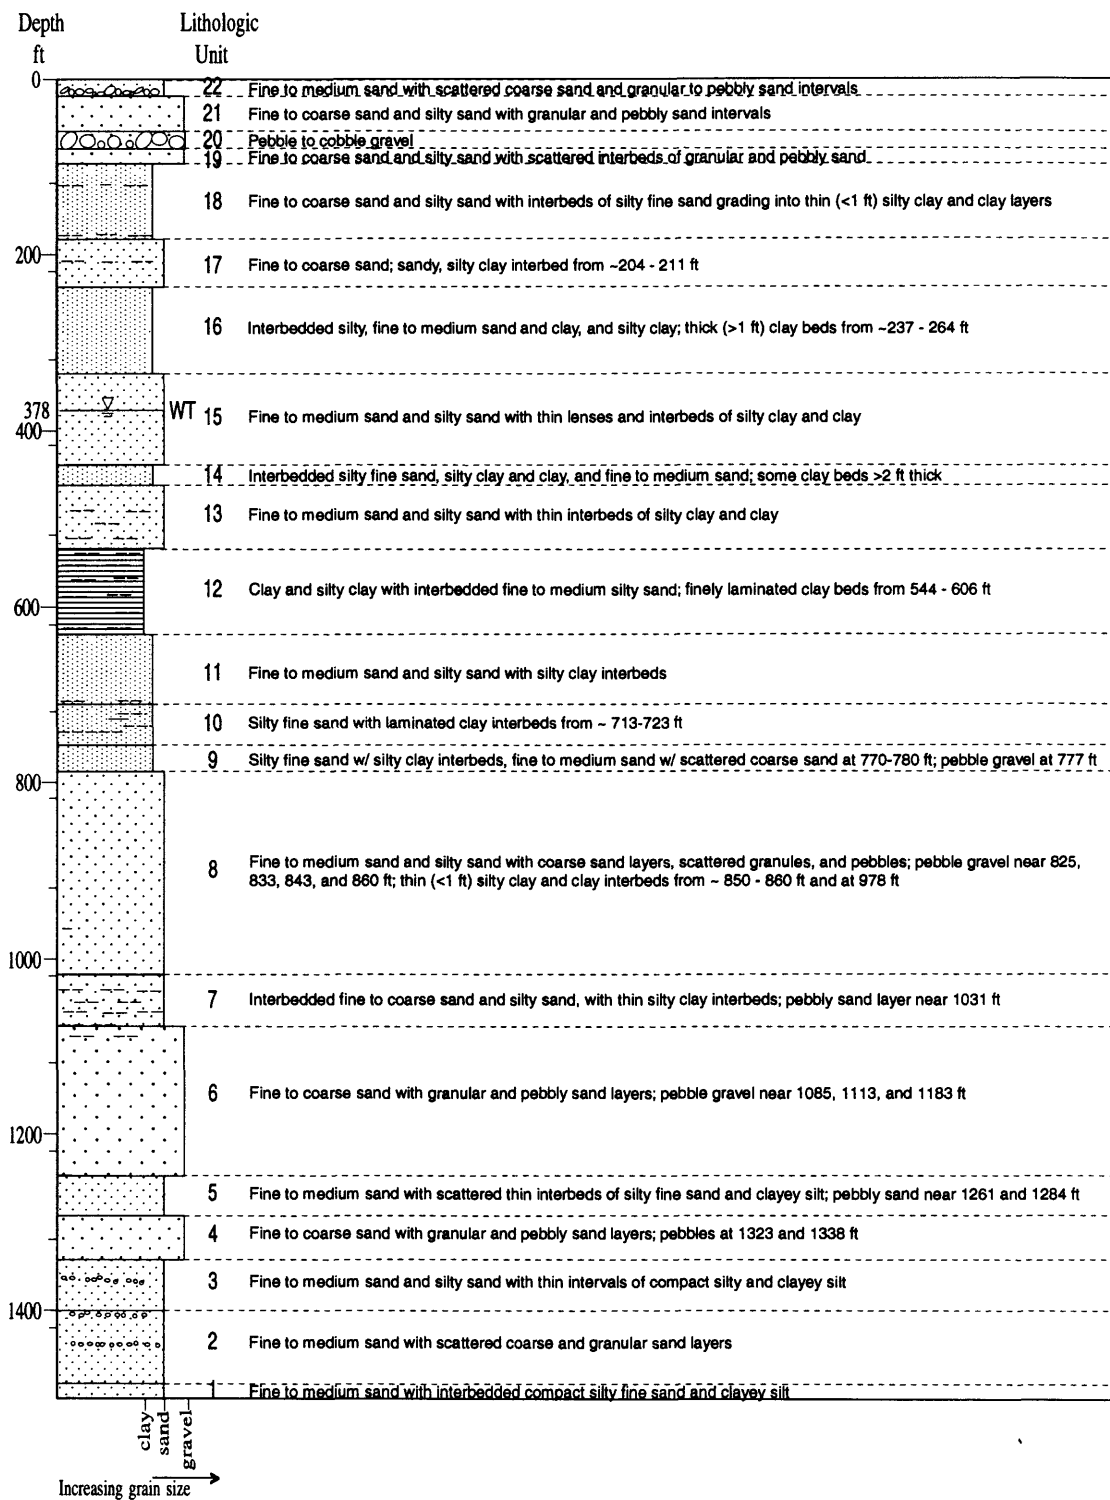 Depth Lithologic
ft Unit
0
22 Fine to medium sand with scattered coarse sand and granular to pebbly sand intervals
21 Fine to coarse sand and silty sand with granular and pebbly sand intervals
20 Pebble to cobble gravel
19 Fine to coarse sand and silty sand with scattered interbeds of granular and pebbly sand
18 Fine to coarse sand and silty sand with interbeds of silty fine sand grading into thin (<1 ft) silty clay and clay layers
200
17 Fine to coarse sand; sandy, silty clay interbed from ~204 - 211 ft
16 Interbedded silty, fine to medium sand and clay, and silty clay; thick (>1 ft) clay beds from ~237 - 264 ft
378 WT 15 Fine to medium sand and silty sand with thin lenses and interbeds of silty clay and clay
400
14 Interbedded silty fine sand, silty clay and clay, and fine to medium sand; some clay beds >2 ft thick
13 Fine to medium sand and silty sand with thin interbeds of silty clay and clay
12 Clay and silty clay with interbedded fine to medium silty sand; finely laminated clay beds from 544 - 606 ft
600
11 Fine to medium sand and silty sand with silty clay interbeds
10 Silty fine sand with laminated clay interbeds from ~ 713-723 ft
9 Silty fine sand w/ silty clay interbeds, fine to medium sand w/ scattered coarse sand at 770-780 ft; pebble gravel at 777 ft
800
8 Fine to medium sand and silty sand with coarse sand layers, scattered granules, and pebbles; pebble gravel near 825,
833, 843, and 860 ft; thin (<1 ft) silty clay and clay interbeds from ~ 850 - 860 ft and at 978 ft
1000
7 Interbedded fine to coarse sand and silty sand, with thin silty clay interbeds; pebbly sand layer near 1031 ft
6 Fine to coarse sand with granular and pebbly sand layers; pebble gravel near 1085, 1113, and 1183 ft
1200
5 Fine to medium sand with scattered thin interbeds of silty fine sand and clayey silt; pebbly sand near 1261 and 1284 ft
4 Fine to coarse sand with granular and pebbly sand layers; pebbles at 1323 and 1338 ft
3 Fine to medium sand and silty sand with thin intervals of compact silty and clayey silt
1400
2 Fine to medium sand with scattered coarse and granular sand layers
1 Fine to medium sand with interbedded compact silty fine sand and clayey silt
clay
sand
gravel
Increasing grain size